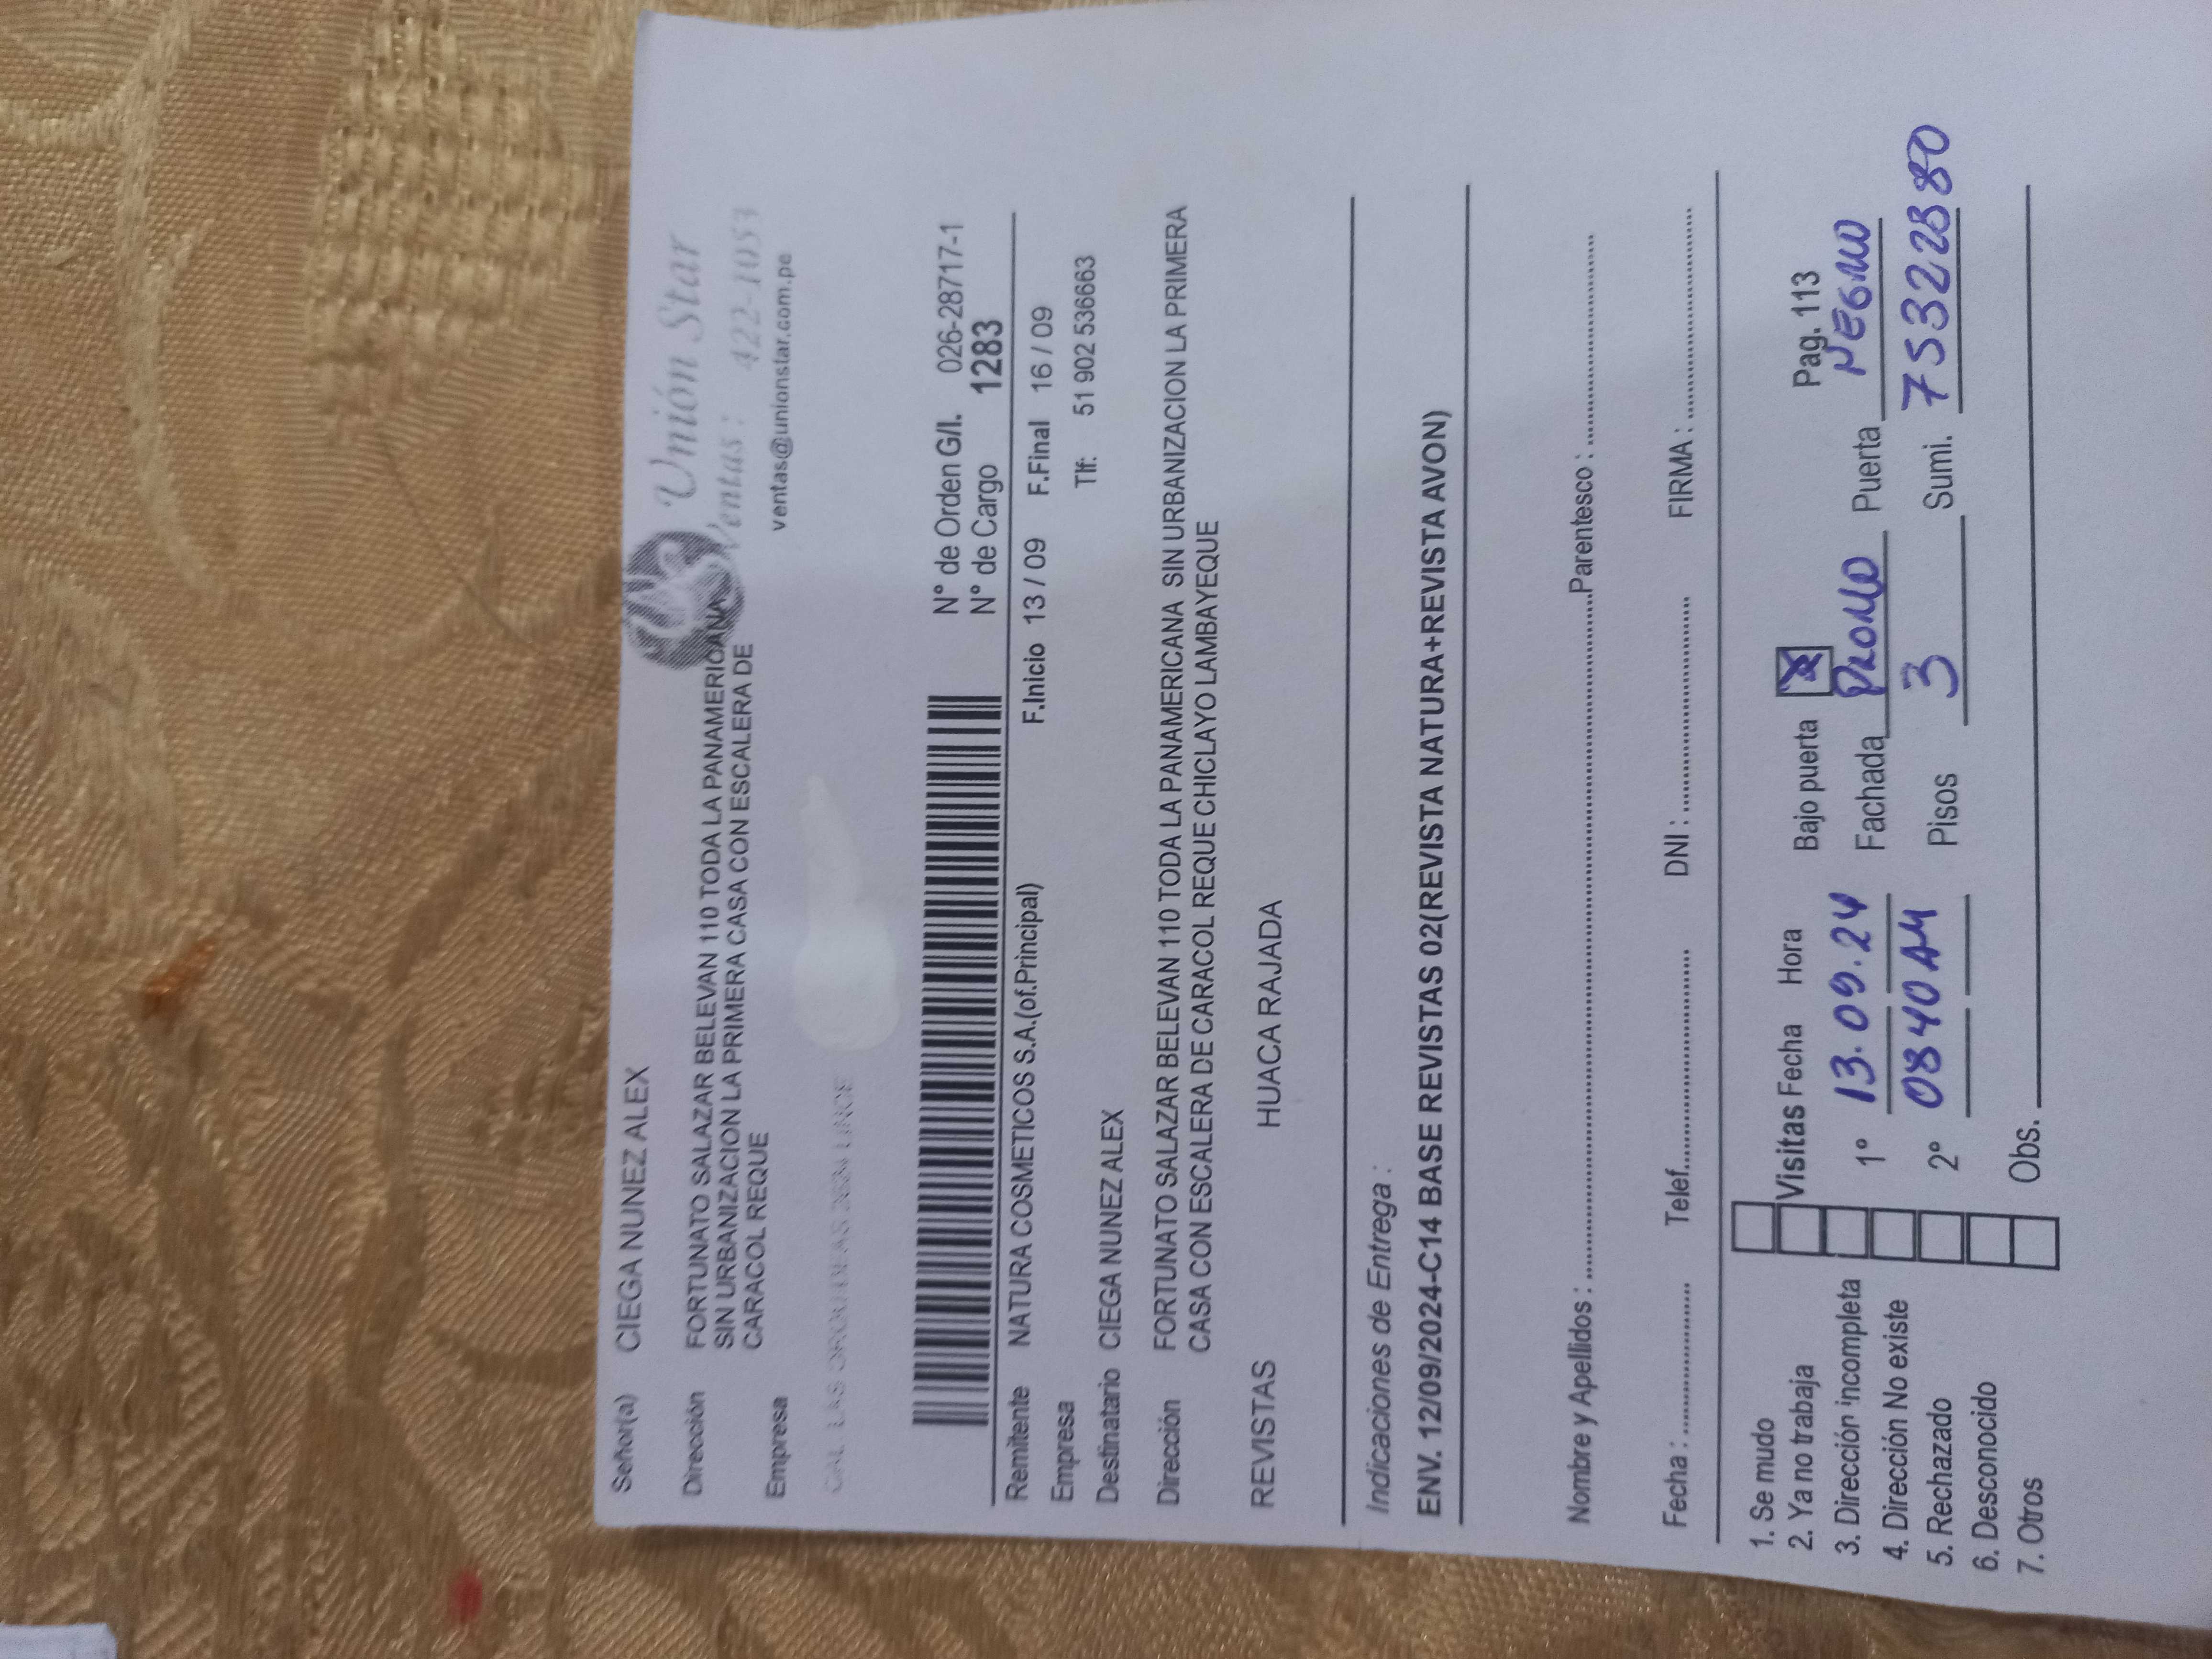 Señor(a) CIEGA NUNEZ ALEX
Unión Star
Ventas : 422-1053
ventas@unionstar.com.pe
Dirección FORTUNATO SALAZAR BELEVAN 110 TODA LA PANAMERICANA
SIN URBANIZACION LA PRIMERA CASA CON ESCALERA DE
CARACOL REQUE
Empresa
CAL. LAS ORQUIDEAS LINCE
N° de Orden G/I. 026-28717-1
N° de Cargo 1283
Remitente NATURA COSMETICOS S.A.(of.Principal) F.Inicio 13 / 09 F.Final 16 / 09
Empresa
Tlf: 51 902 536663
Destinatario CIEGA NUNEZ ALEX
Dirección FORTUNATO SALAZAR BELEVAN 110 TODA LA PANAMERICANA SIN URBANIZACION LA PRIMERA
CASA CON ESCALERA DE CARACOL REQUE CHICLAYO LAMBAYEQUE
REVISTAS HUACA RAJADA
Indicaciones de Entrega :
ENV. 12/09/2024-C14 BASE REVISTAS 02(REVISTA NATURA+REVISTA AVON)
Nombre y Apellidos : Parentesco :
Fecha : Telef. DNI : FIRMA :
1. Se mudo
2. Ya no trabaja
3. Dirección incompleta
4. Dirección No existe
5. Rechazado
6. Desconocido
7. Otros
Visitas Fecha Hora Bajo puerta X Pag. 113
1° 13.09.24 Fachada PLOMO Puerta NEGRO
2° 0840 AM Pisos 3 Sumi. 75322880
Obs.